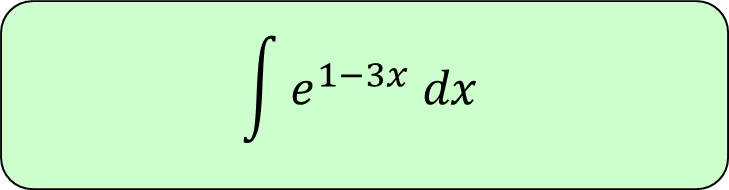 ∫ e^{1−3x} dx